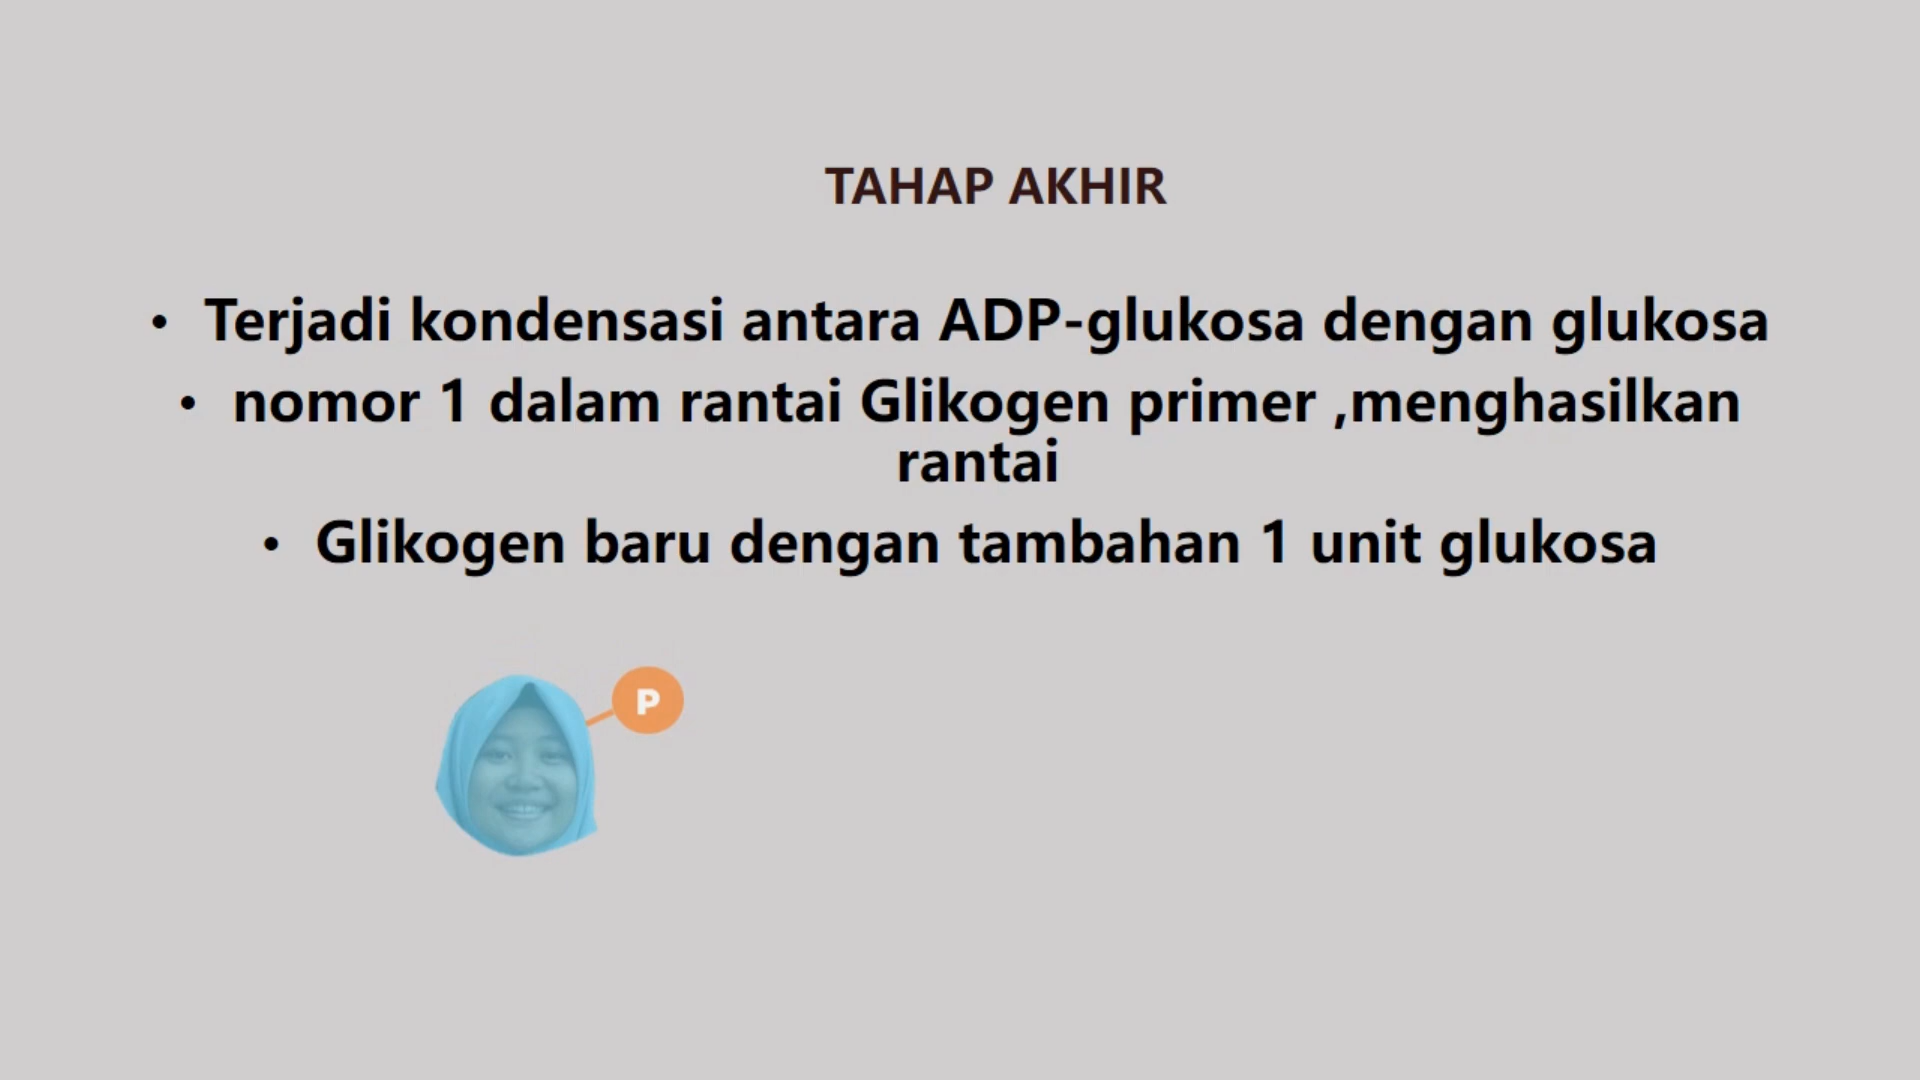 TAHAP AKHIR
• Terjadi kondensasi antara ADP-glukosa dengan glukosa
• nomor 1 dalam rantai Glikogen primer ,menghasilkan
rantai
• Glikogen baru dengan tambahan 1 unit glukosa
P